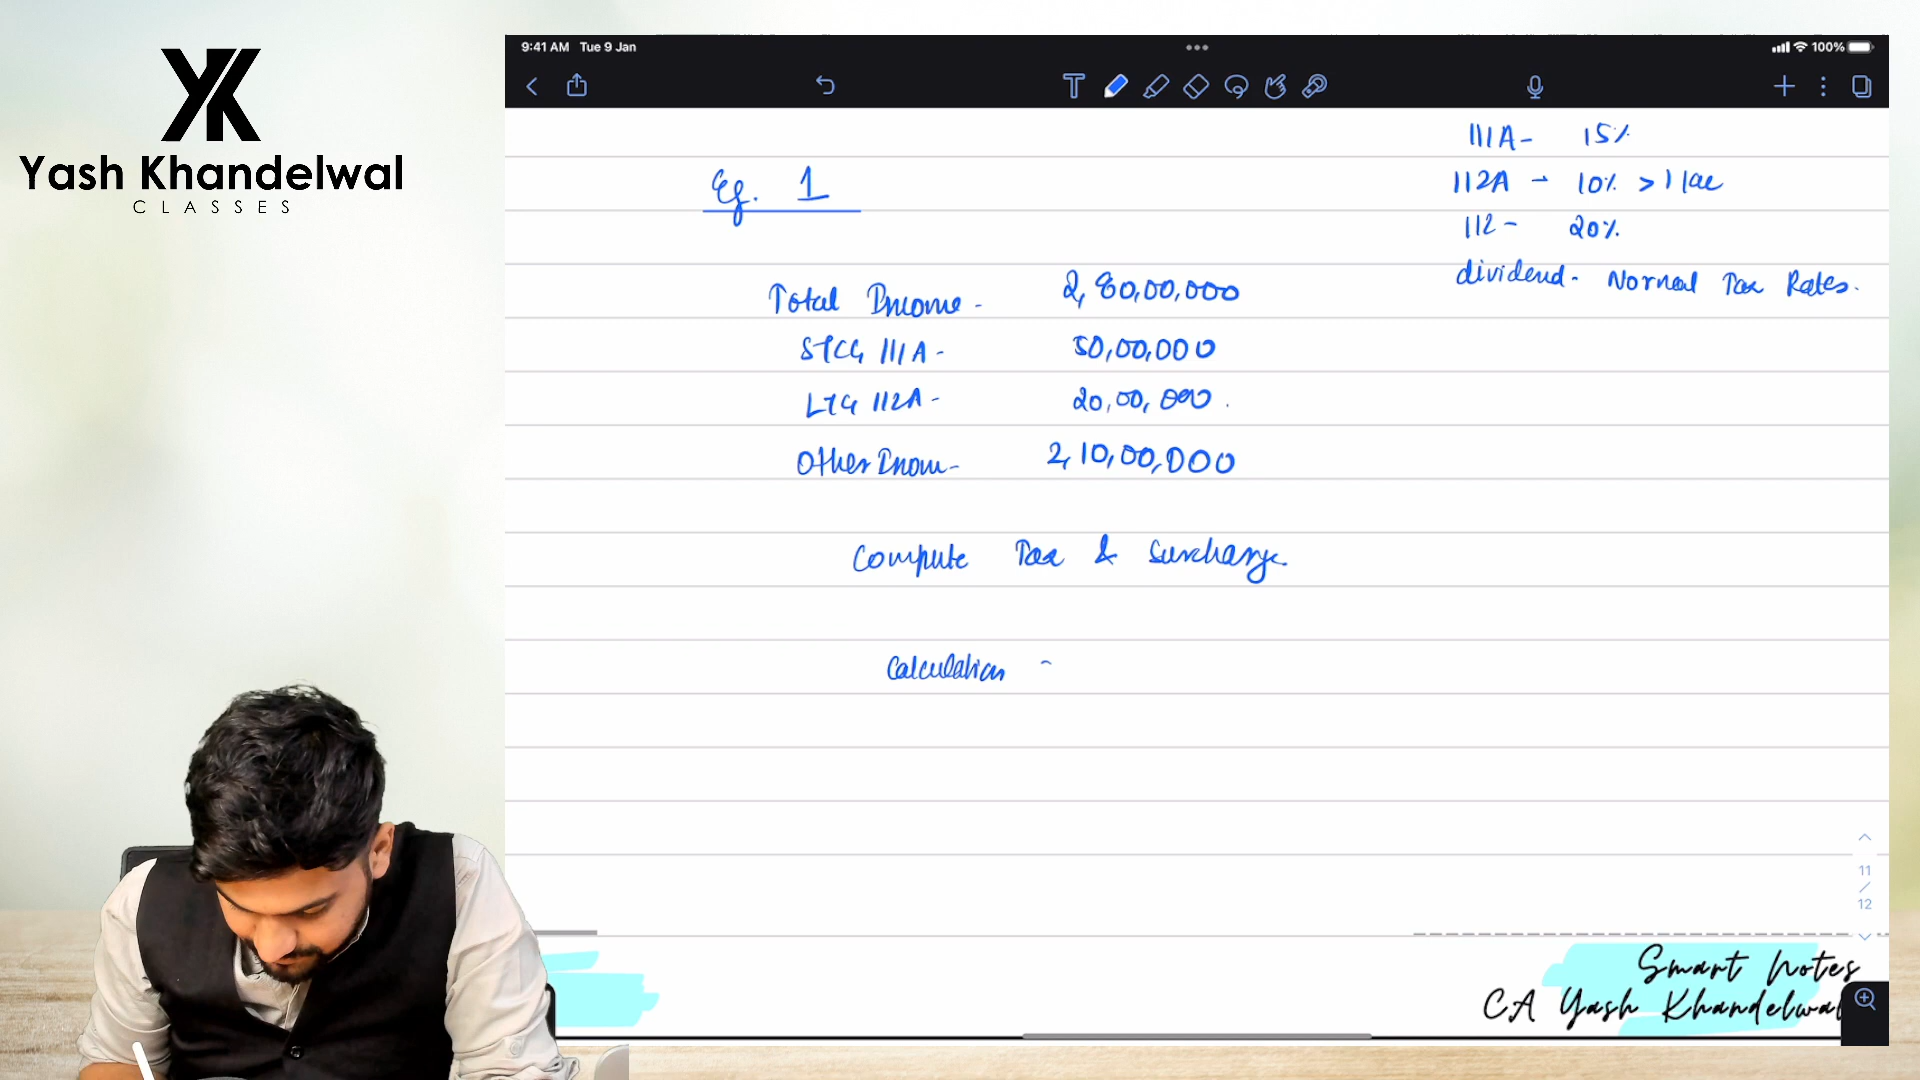 YK
Yash Khandelwal
CLASSES
9:41 AM Tue 9 Jan
100%
111A - 15%
112A - 10% > 1 lac
112 - 20%
dividend - Normal Tax Rates.
Eg. 1
Total Income - 2,80,00,000
STCG 111A - 50,00,000
LTG 112A - 20,00,000
Other Incom - 2,10,00,000
Compute Tax & Surcharge
Calculation -
11
/
12
Smart Notes
CA Yash Khandelwal